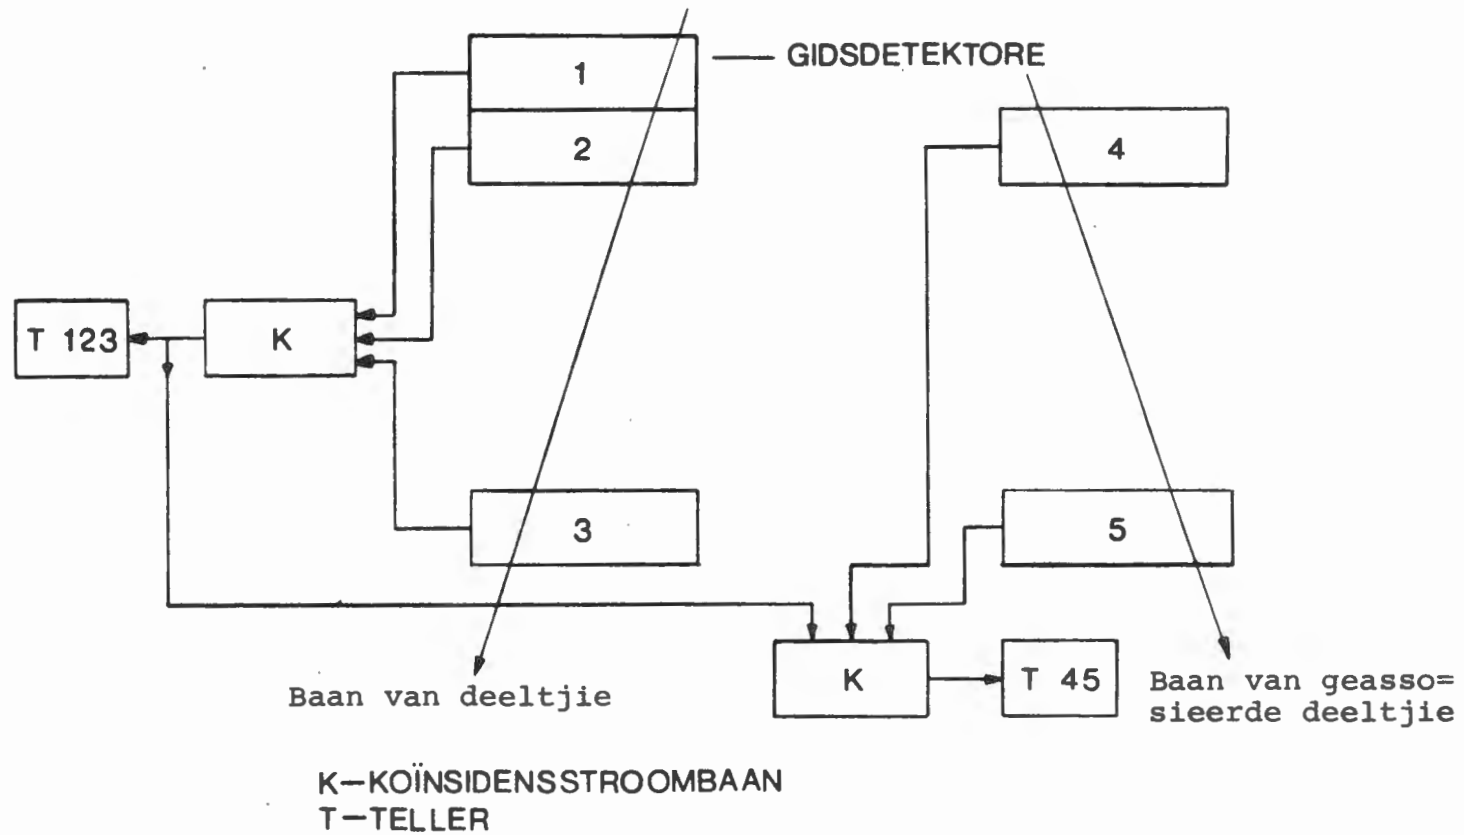 1
GIDSDETEKTORE
2
4
T 123
K
3
5
K
T 45
Baan van deeltjie
Baan van geasso=
sieerde deeltjie
K—KOÏNSIDENSSTROOMBAAN
T—TELLER